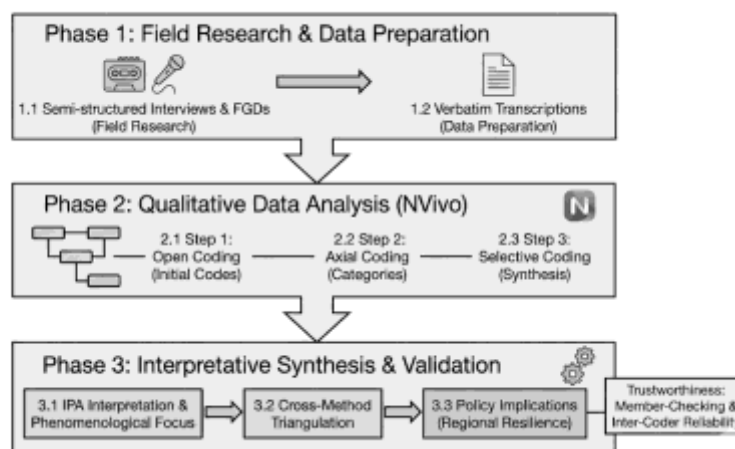 Phase 1: Field Research & Data Preparation
1.1 Semi-structured Interviews & FGDs
(Field Research)
1.2 Verbatim Transcriptions
(Data Preparation)
Phase 2: Qualitative Data Analysis (NVivo)
N
2.1 Step 1:
Open Coding
(Initial Codes)
2.2 Step 2:
Axial Coding
(Categories)
2.3 Step 3:
Selective Coding
(Synthesis)
Phase 3: Interpretative Synthesis & Validation
3.1 IPA Interpretation &
Phenomenological Focus
3.2 Cross-Method
Triangulation
3.3 Policy Implications
(Regional Resilience)
Trustworthiness:
Member-Checking &
Inter-Coder Reliability